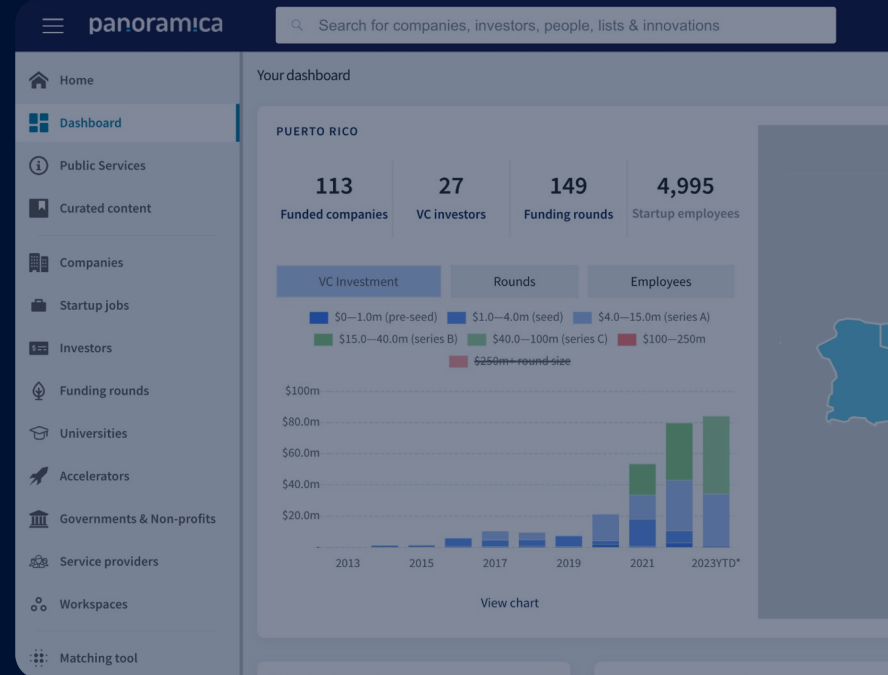 panoramica
Search for companies, investors, people, lists & innovations
Home
Dashboard
Public Services
Curated content
Companies
Startup jobs
Investors
Funding rounds
Universities
Accelerators
Governments & Non-profits
Service providers
Workspaces
Matching tool
Your dashboard
PUERTO RICO
113 27 149 4,995
Funded companies VC investors Funding rounds Startup employees
VC Investment Rounds Employees
$0—1.0m (pre-seed) $1.0—4.0m (seed) $4.0—15.0m (series A)
$15.0—40.0m (series B) $40.0—100m (series C) $100—250m
$250m+ round size
$100m
$80.0m
$60.0m
$40.0m
$20.0m
2013 2015 2017 2019 2021 2023YTD*
View chart